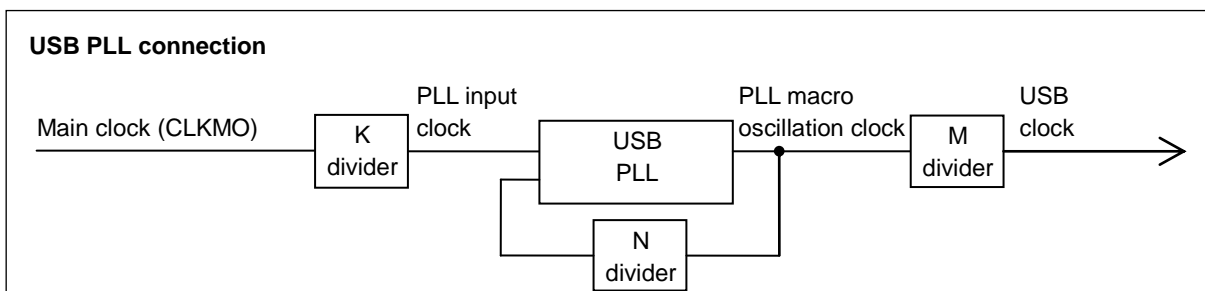 USB PLL connection
Main clock (CLKMO)
K
divider
PLL input
clock
USB
PLL
N
divider
PLL macro
oscillation clock
M
divider
USB
clock